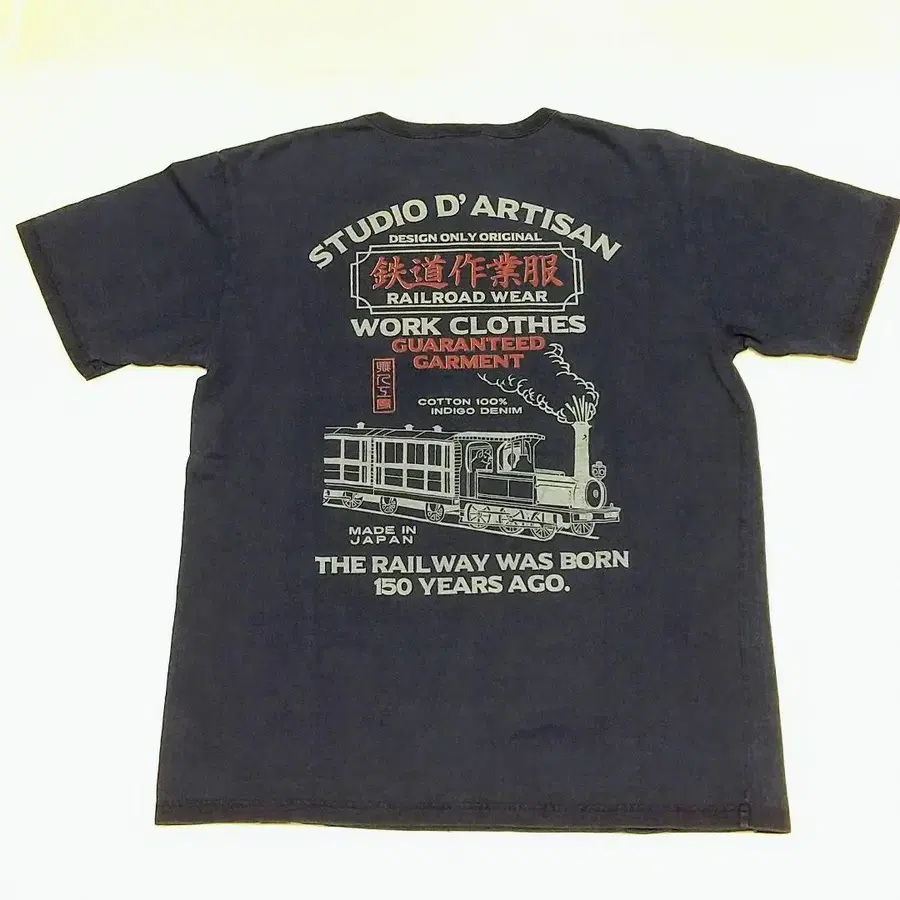 STUDIO D' ARTISAN
DESIGN ONLY ORIGINAL
鉄道作業服
RAILROAD WEAR
WORK CLOTHES
GUARANTEED
GARMENT
COTTON 100%
INDIGO DENIM
MADE IN
JAPAN
THE RAILWAY WAS BORN
150 YEARS AGO.